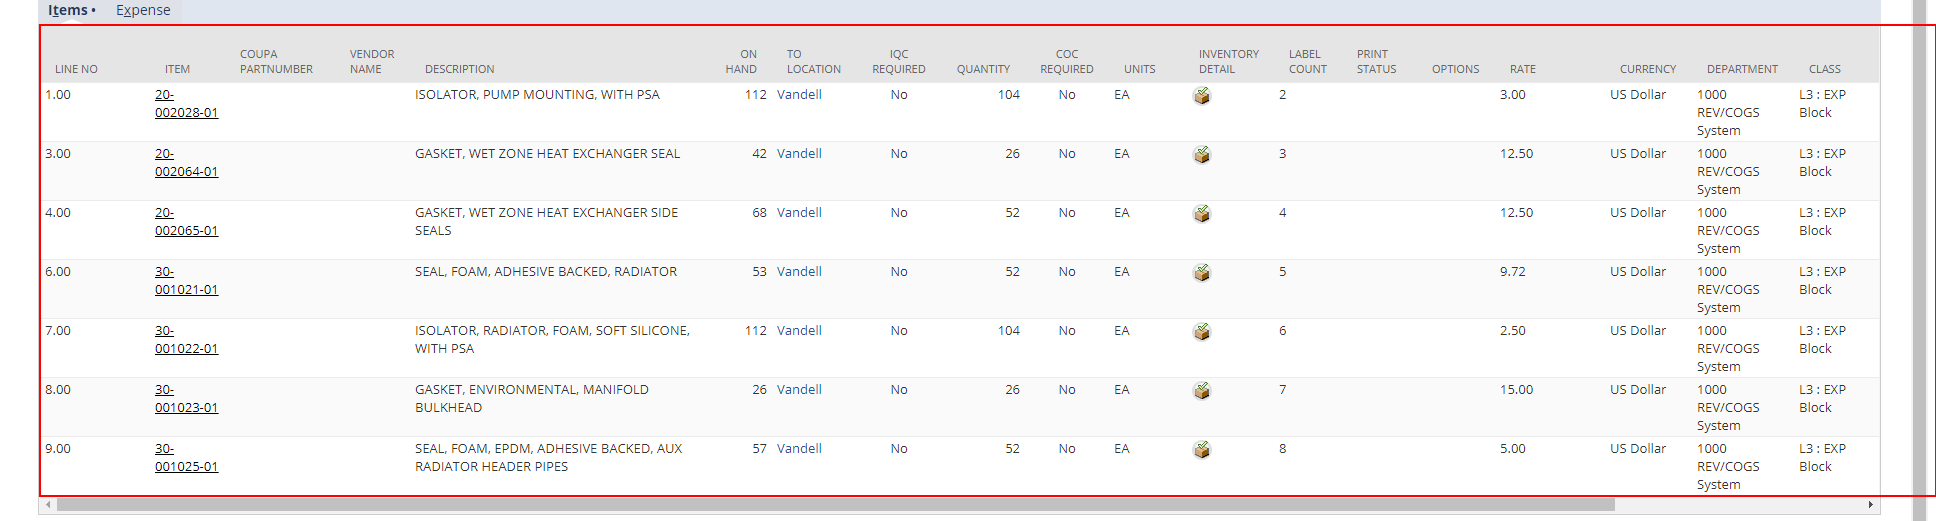 Items • Expense
LINE NO ITEM COUPA PARTNUMBER VENDOR NAME DESCRIPTION ON HAND TO LOCATION IQC REQUIRED QUANTITY COC REQUIRED UNITS INVENTORY DETAIL LABEL COUNT PRINT STATUS OPTIONS RATE CURRENCY DEPARTMENT CLASS
1.00 20- ISOLATOR, PUMP MOUNTING, WITH PSA 112 Vandell No 104 No EA 2 3.00 US Dollar 1000 L3 : EXP
002028-01 REV/COGS Block
System
3.00 20- GASKET, WET ZONE HEAT EXCHANGER SEAL 42 Vandell No 26 No EA 3 12.50 US Dollar 1000 L3 : EXP
002064-01 REV/COGS Block
System
4.00 20- GASKET, WET ZONE HEAT EXCHANGER SIDE 68 Vandell No 52 No EA 4 12.50 US Dollar 1000 L3 : EXP
002065-01 SEALS REV/COGS Block
System
6.00 30- SEAL, FOAM, ADHESIVE BACKED, RADIATOR 53 Vandell No 52 No EA 5 9.72 US Dollar 1000 L3 : EXP
001021-01 REV/COGS Block
System
7.00 30- ISOLATOR, RADIATOR, FOAM, SOFT SILICONE, 112 Vandell No 104 No EA 6 2.50 US Dollar 1000 L3 : EXP
001022-01 WITH PSA REV/COGS Block
System
8.00 30- GASKET, ENVIRONMENTAL, MANIFOLD 26 Vandell No 26 No EA 7 15.00 US Dollar 1000 L3 : EXP
001023-01 BULKHEAD REV/COGS Block
System
9.00 30- SEAL, FOAM, EPDM, ADHESIVE BACKED, AUX 57 Vandell No 52 No EA 8 5.00 US Dollar 1000 L3 : EXP
001025-01 RADIATOR HEADER PIPES REV/COGS Block
System